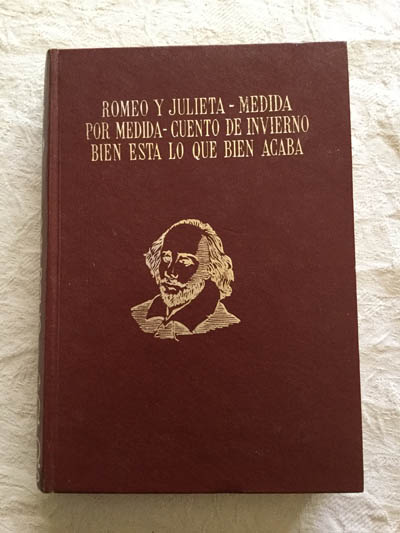 ROMEO Y JULIETA - MEDIDA
POR MEDIDA - CUENTO DE INVIERNO
BIEN ESTA LO QUE BIEN ACABA